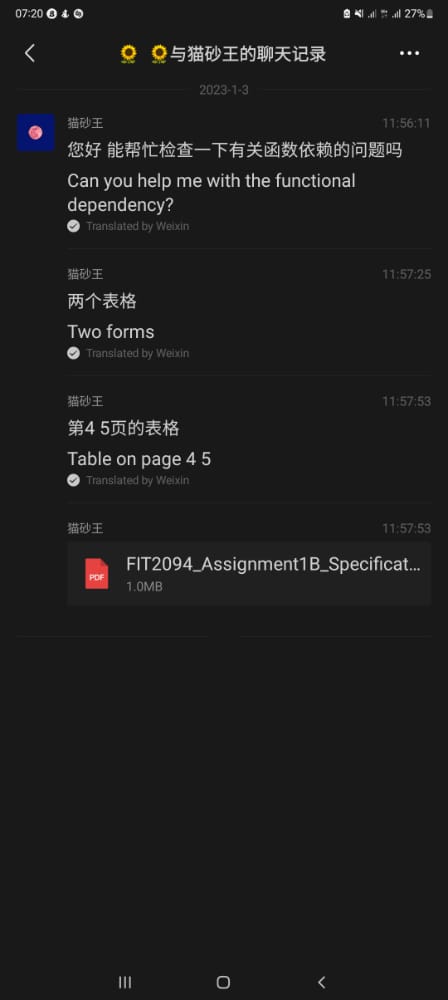 07:20
27%
🌻 🌻与猫砂王的聊天记录
2023-1-3
猫砂王 11:56:11
您好 能帮忙检查一下有关函数依赖的问题吗
Can you help me with the functional
dependency?
Translated by Weixin
猫砂王 11:57:25
两个表格
Two forms
Translated by Weixin
猫砂王 11:57:53
第4 5页的表格
Table on page 4 5
Translated by Weixin
猫砂王 11:57:53
PDF
FIT2094_Assignment1B_Specificat...
1.0MB